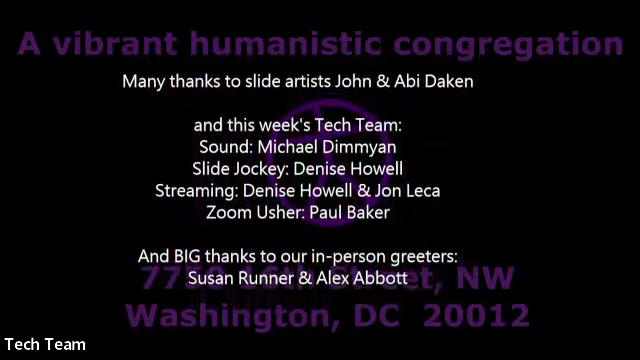 A vibrant humanistic congregation
Many thanks to slide artists John & Abi Daken
and this week's Tech Team:
Sound: Michael Dimmyan
Slide Jockey: Denise Howell
Streaming: Denise Howell & Jon Leca
Zoom Usher: Paul Baker
And BIG thanks to our in-person greeters:
Susan Runner & Alex Abbott
NW
Washington, DC 20012
Tech Team